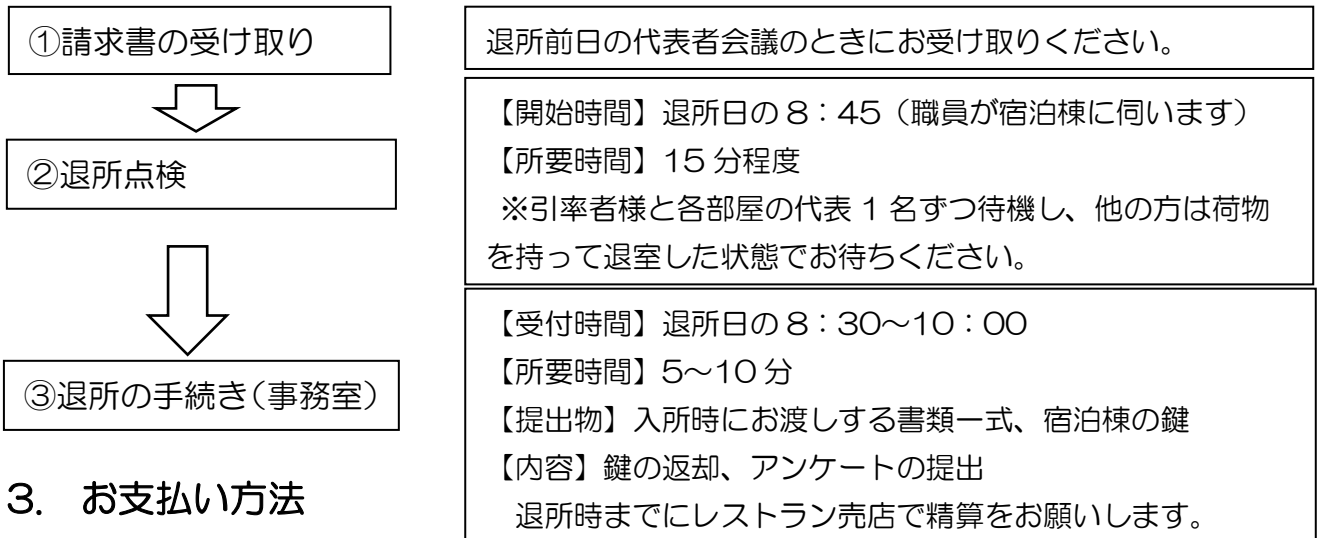 ①請求書の受け取り
退所前日の代表者会議のときにお受け取りください。
②退所点検
【開始時間】退所日の8:45(職員が宿泊棟に伺います)
【所要時間】15分程度
※引率者様と各部屋の代表1名ずつ待機し、他の方は荷物
を持って退室した状態でお待ちください。
③退所の手続き(事務室)
【受付時間】退所日の8:30~10:00
【所要時間】5~10分
【提出物】入所時にお渡しする書類一式、宿泊棟の鍵
【内容】鍵の返却、アンケートの提出
退所時までにレストラン売店で精算をお願いします。
3. お支払い方法